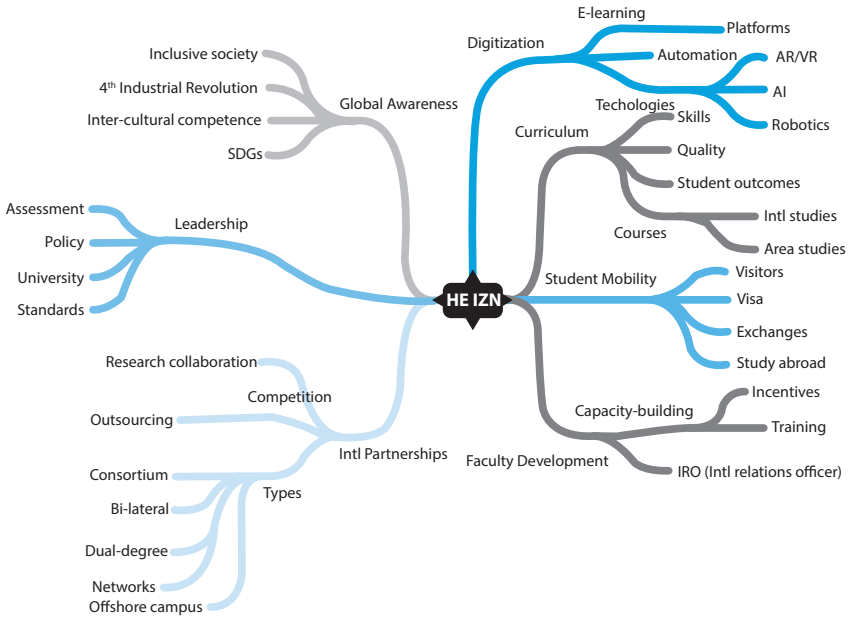 HE IZN
Digitization
E-learning
Platforms
Automation
Techologies
AR/VR
AI
Robotics
Curriculum
Skills
Quality
Student outcomes
Courses
Intl studies
Area studies
Student Mobility
Visitors
Visa
Exchanges
Study abroad
Faculty Development
Capacity-building
Incentives
Training
IRO (Intl relations officer)
Global Awareness
Inclusive society
4th Industrial Revolution
Inter-cultural competence
SDGs
Leadership
Assessment
Policy
University
Standards
Intl Partnerships
Research collaboration
Competition
Outsourcing
Types
Consortium
Bi-lateral
Dual-degree
Networks
Offshore campus